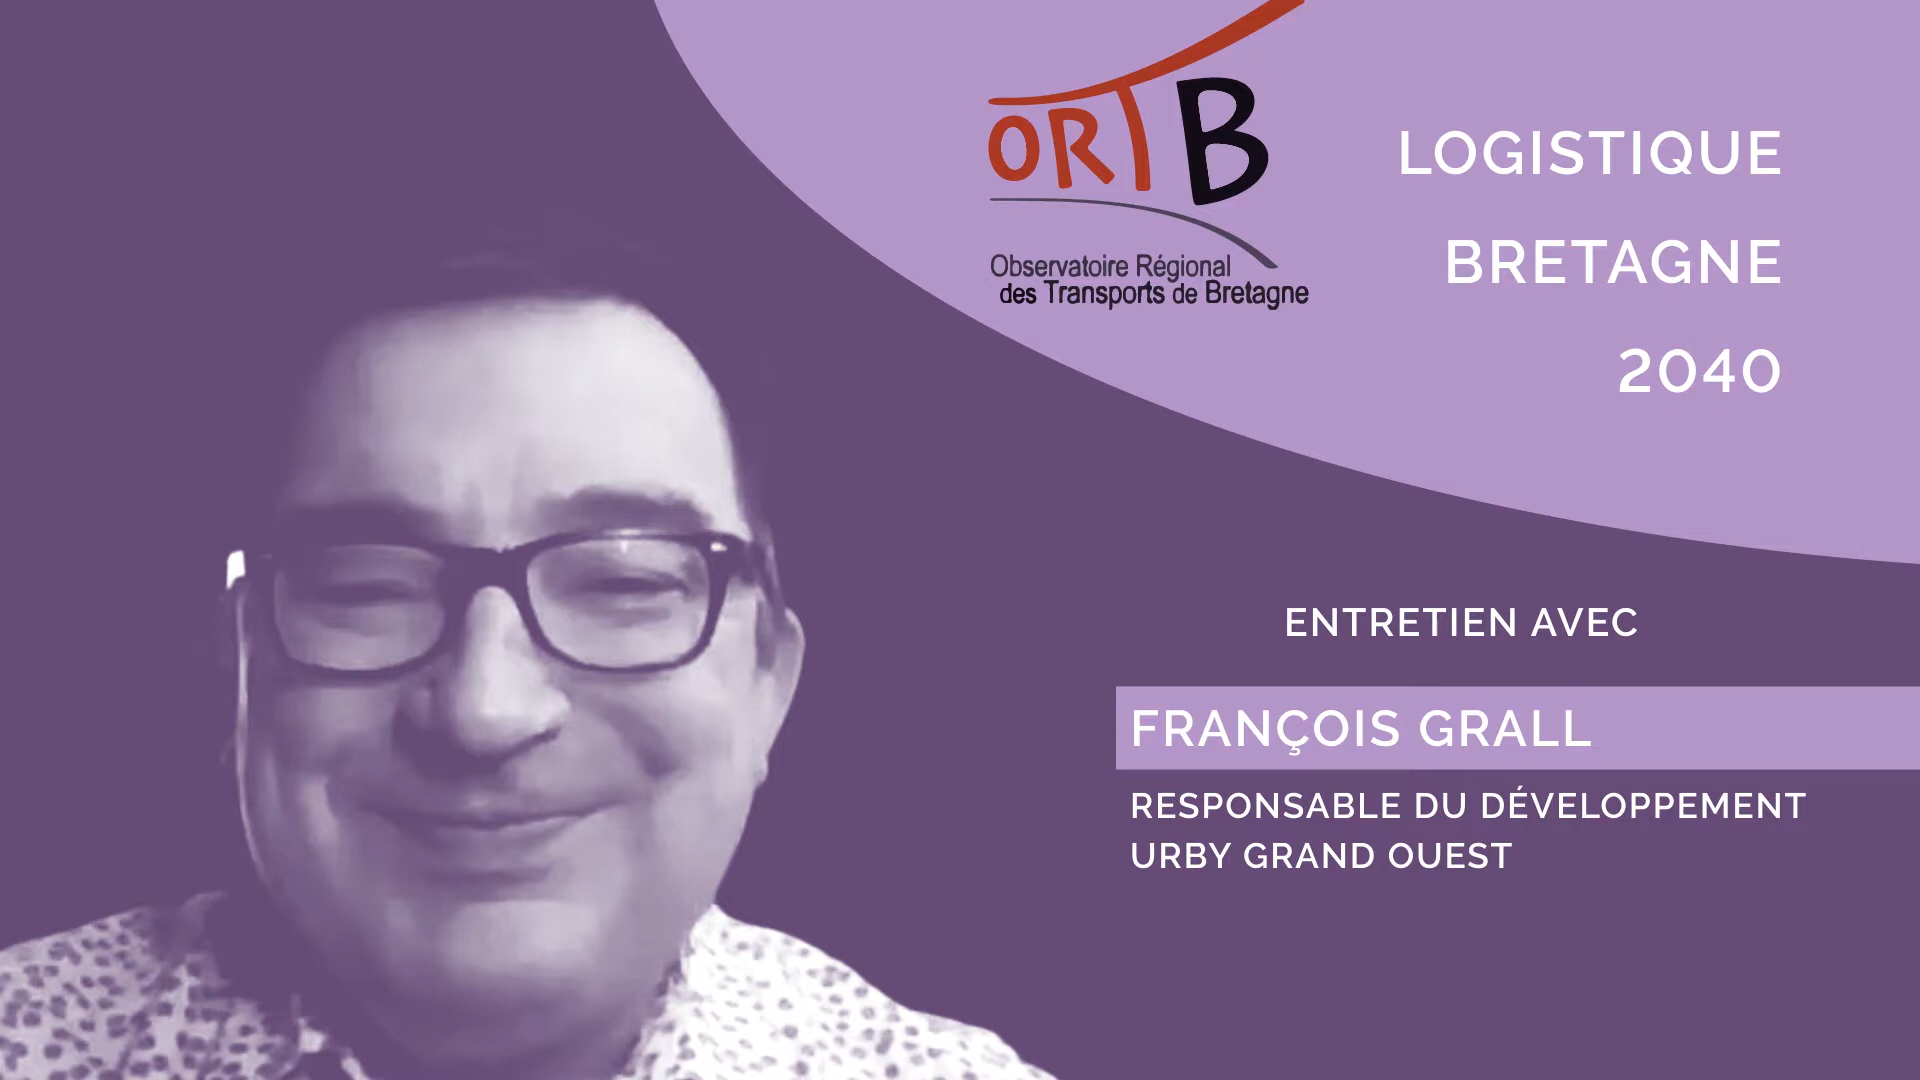 ORTB
Observatoire Régional
des Transports de Bretagne
LOGISTIQUE
BRETAGNE
2040
ENTRETIEN AVEC
FRANÇOIS GRALL
RESPONSABLE DU DÉVELOPPEMENT
URBY GRAND OUEST